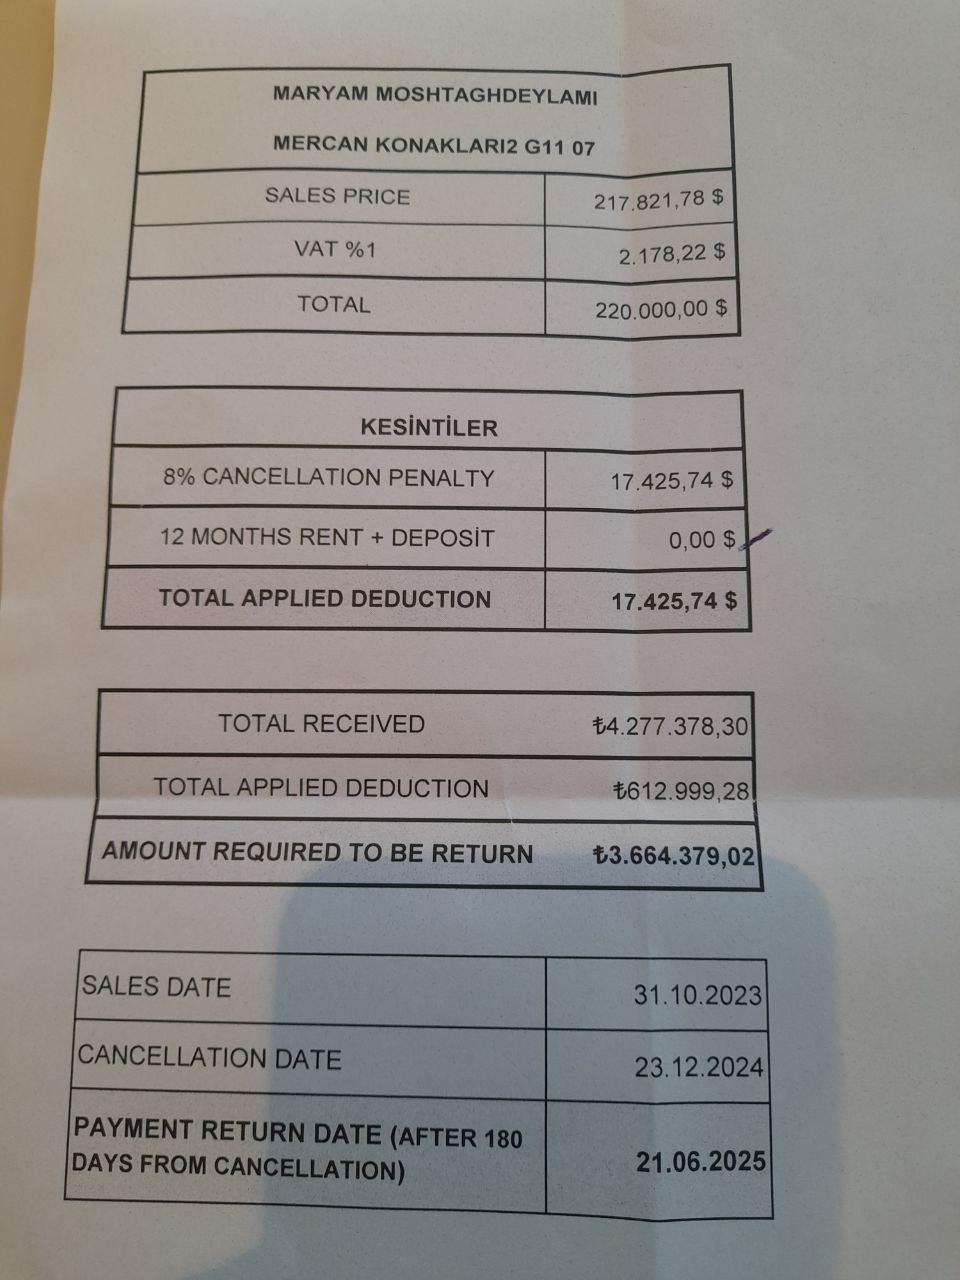 MARYAM MOSHTAGHDEYLAMI
MERCAN KONAKLARI2 G11 07
SALES PRICE 217.821,78 $
VAT %1 2.178,22 $
TOTAL 220.000,00 $
KESİNTİLER
8% CANCELLATION PENALTY 17.425,74 $
12 MONTHS RENT + DEPOSİT 0,00 $
TOTAL APPLIED DEDUCTION 17.425,74 $
TOTAL RECEIVED ₺4.277.378,30
TOTAL APPLIED DEDUCTION ₺612.999,28
AMOUNT REQUIRED TO BE RETURN ₺3.664.379,02
SALES DATE 31.10.2023
CANCELLATION DATE 23.12.2024
PAYMENT RETURN DATE (AFTER 180
DAYS FROM CANCELLATION) 21.06.2025